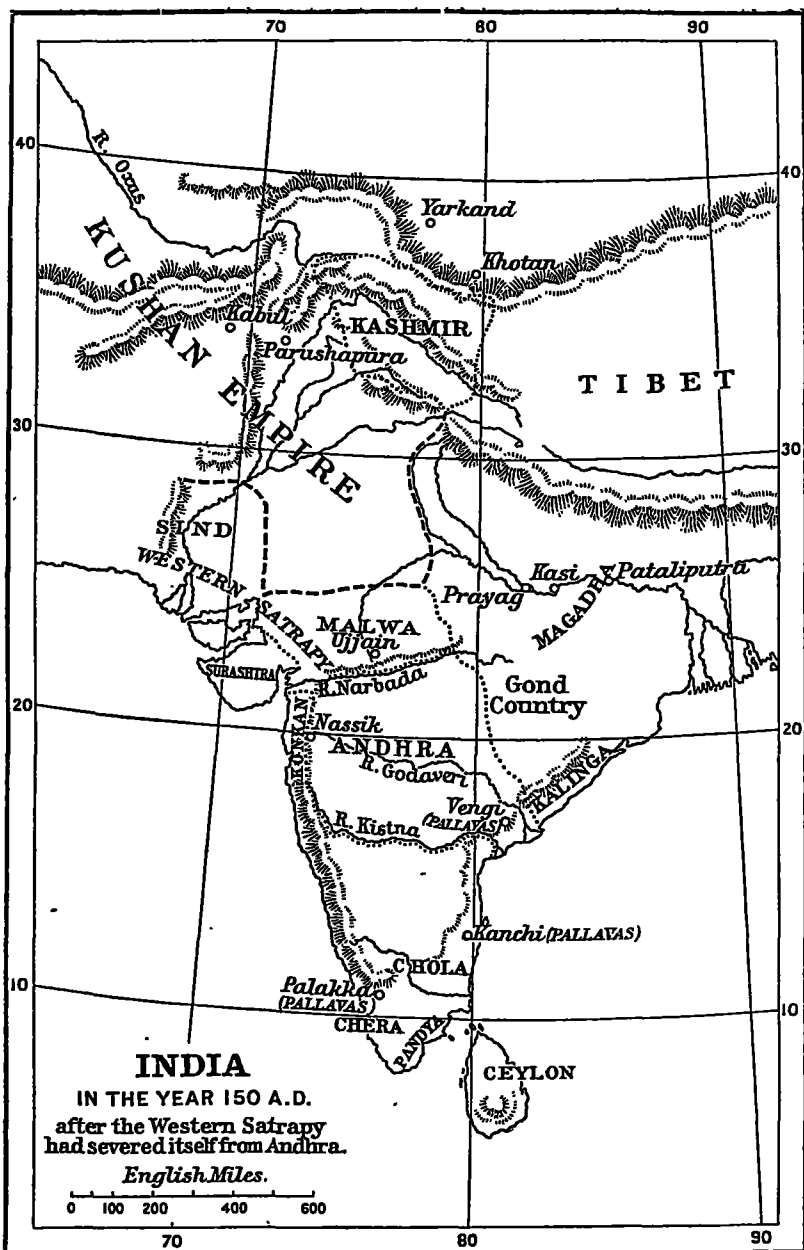 70 80
40 40
R. Oxus
Yarkand
Khotan
KUSHAN EMPIRE
Kabul
KASHMIR
Parushapura
TIBET
30 30
SIND
WESTERN SATRAPY
Prayag
Kasi
Pataliputra
MAGADHA
MALWA
Ujjain
SURASHTRA
R. Narbada
Gond
Country
20 20
KONKAN
Nassik
ANDHRA
R. Godaveri
KALINGA
Vengi
(PALLAVAS)
R. Kistna
Kanchi (PALLAVAS)
CHOLA
10 10
Palakka
(PALLAVAS)
CHERA
PANDYA
CEYLON
INDIA
IN THE YEAR 150 A.D.
after the Western Satrapy
had severed itself from Andhra.
English Miles.
0 100 200 400 600
70 80 90